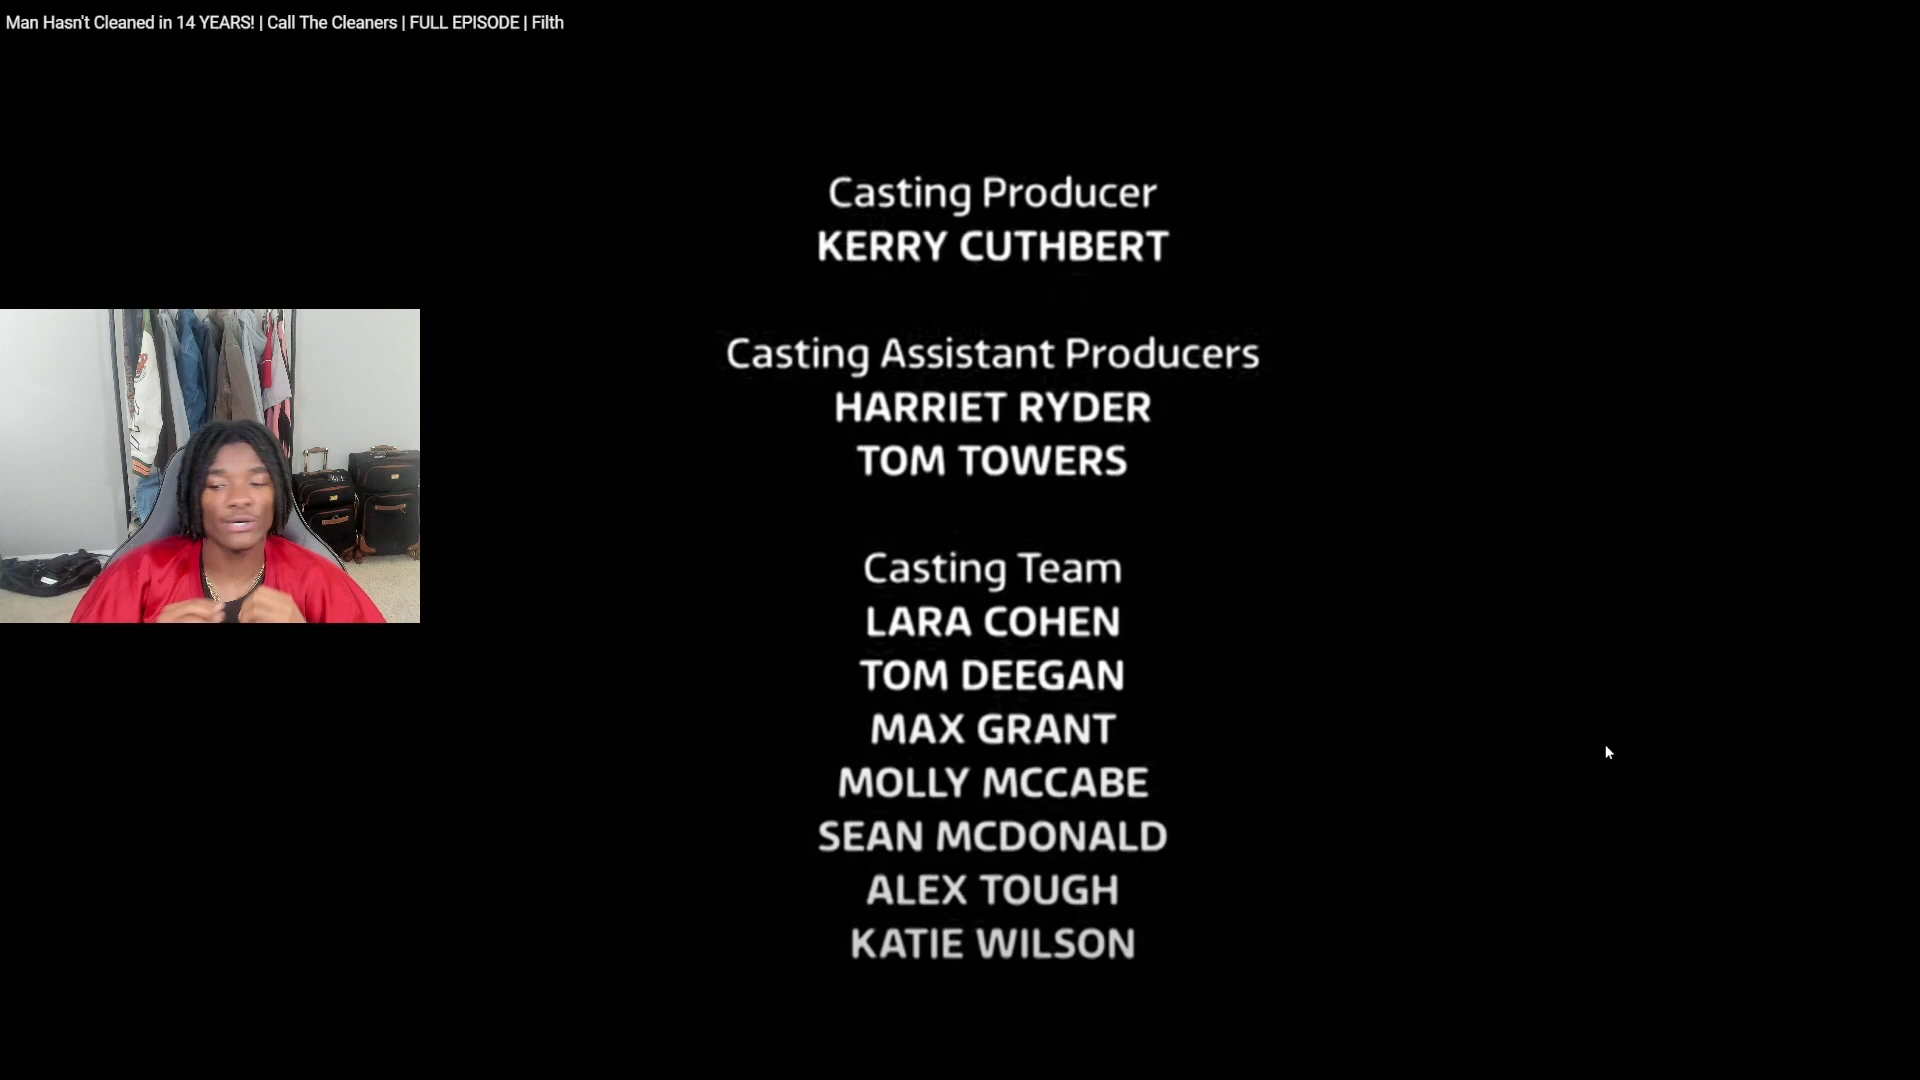 Man Hasn't Cleaned in 14 YEARS! | Call The Cleaners | FULL EPISODE | Filth
Casting Producer
KERRY CUTHBERT
Casting Assistant Producers
HARRIET RYDER
TOM TOWERS
Casting Team
LARA COHEN
TOM DEEGAN
MAX GRANT
MOLLY MCCABE
SEAN MCDONALD
ALEX TOUGH
KATIE WILSON